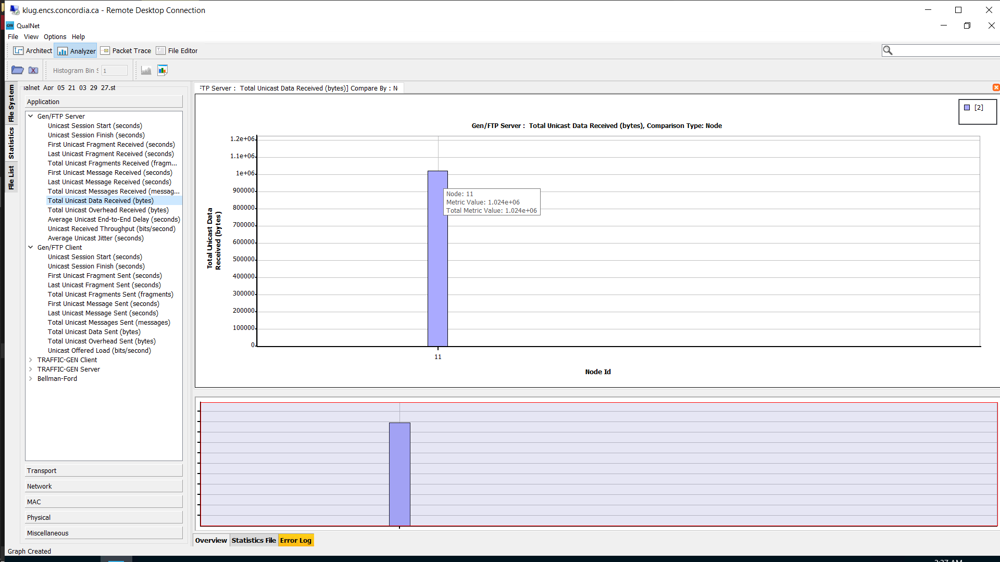 klug.encs.concordia.ca - Remote Desktop Connection
QN QualNet
File View Options Help
Architect Analyzer Packet Trace File Editor
Histogram Bin S 1
File System
Statistics
File List
ialnet Apr 05 21 03 29 27.st
Application
Gen/FTP Server
Unicast Session Start (seconds)
Unicast Session Finish (seconds)
First Unicast Fragment Received (seconds)
Last Unicast Fragment Received (seconds)
Total Unicast Fragments Received (fragm...
First Unicast Message Received (seconds)
Last Unicast Message Received (seconds)
Total Unicast Messages Received (messag...
Total Unicast Data Received (bytes)
Total Unicast Overhead Received (bytes)
Average Unicast End-to-End Delay (seconds)
Unicast Received Throughput (bits/second)
Average Unicast Jitter (seconds)
Gen/FTP Client
Unicast Session Start (seconds)
Unicast Session Finish (seconds)
First Unicast Fragment Sent (seconds)
Last Unicast Fragment Sent (seconds)
Total Unicast Fragments Sent (fragments)
First Unicast Message Sent (seconds)
Last Unicast Message Sent (seconds)
Total Unicast Messages Sent (messages)
Total Unicast Data Sent (bytes)
Total Unicast Overhead Sent (bytes)
Unicast Offered Load (bits/second)
TRAFFIC-GEN Client
TRAFFIC-GEN Server
Bellman-Ford
Transport
Network
MAC
Physical
Miscellaneous
FTP Server : Total Unicast Data Received (bytes)] Compare By : N
[2]
Gen/FTP Server : Total Unicast Data Received (bytes), Comparison Type: Node
1.2e+06
1.1e+06
1e+06
900000
800000
700000
600000
500000
400000
300000
200000
100000
0
Total Unicast Data
Received (bytes)
Node: 11
Metric Value: 1.024e+06
Total Metric Value: 1.024e+06
11
Node Id
Overview Statistics File Error Log
Graph Created